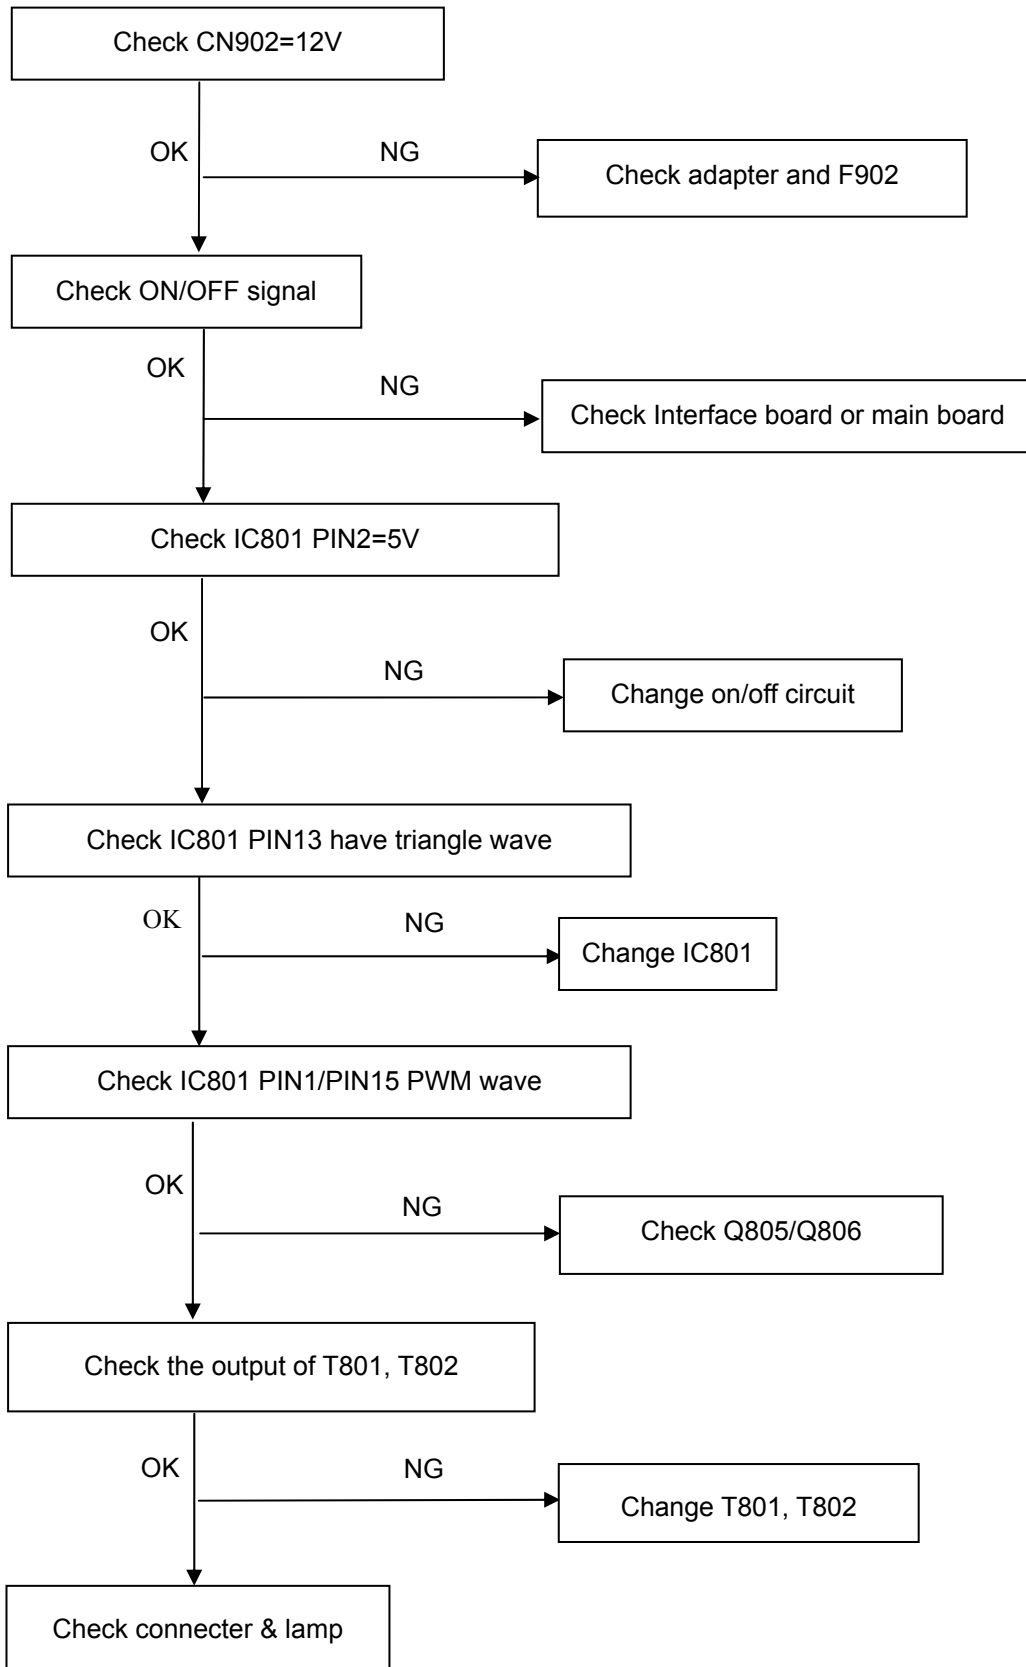 Check CN902=12V
OK
NG
Check adapter and F902
Check ON/OFF signal
OK
NG
Check Interface board or main board
Check IC801 PIN2=5V
OK
NG
Change on/off circuit
Check IC801 PIN13 have triangle wave
OK
NG
Change IC801
Check IC801 PIN1/PIN15 PWM wave
OK
NG
Check Q805/Q806
Check the output of T801, T802
OK
NG
Change T801, T802
Check connecter & lamp